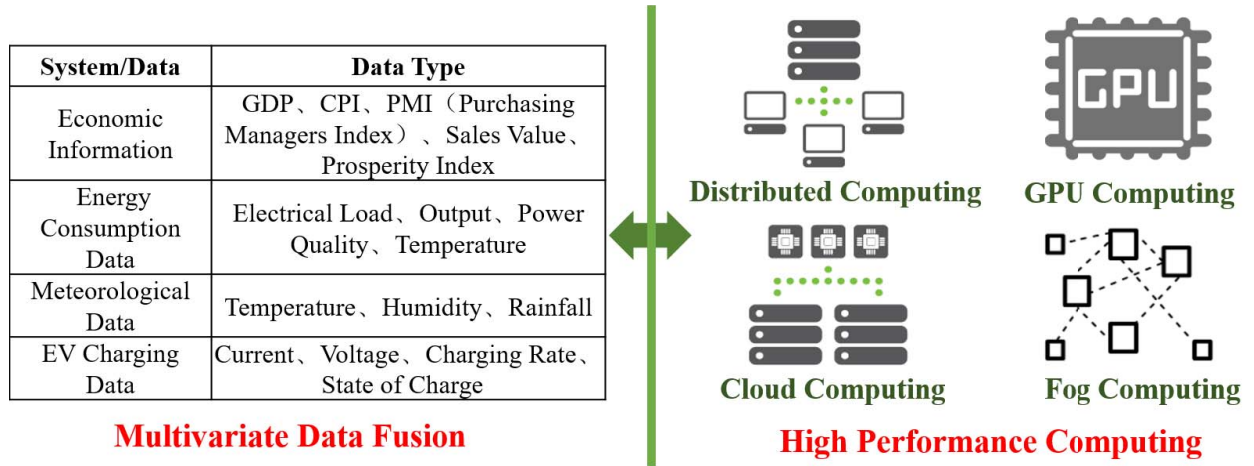 System/Data
Data Type
Economic
Information
GDP、CPI、PMI（Purchasing
Managers Index）、Sales Value、
Prosperity Index
Energy
Consumption
Data
Electrical Load、Output、Power
Quality、Temperature
Meteorological
Data
Temperature、Humidity、Rainfall
EV Charging
Data
Current、Voltage、Charging Rate、
State of Charge
Multivariate Data Fusion
Distributed Computing
GPU
GPU Computing
Cloud Computing
Fog Computing
High Performance Computing